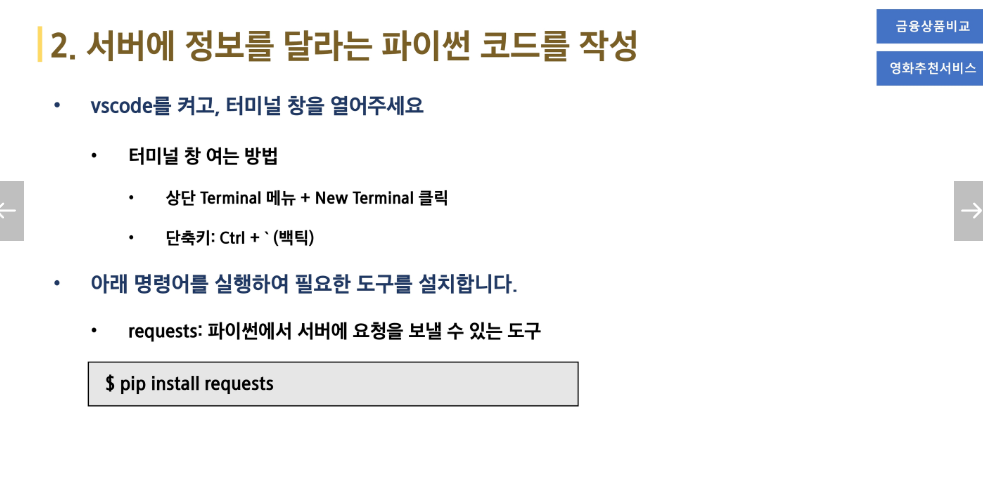 2. 서버에 정보를 달라는 파이썬 코드를 작성
금융상품비교
영화추천서비스
• vscode를 켜고, 터미널 창을 열어주세요
• 터미널 창 여는 방법
• 상단 Terminal 메뉴 + New Terminal 클릭
• 단축키: Ctrl + ` (백틱)
• 아래 명령어를 실행하여 필요한 도구를 설치합니다.
• requests: 파이썬에서 서버에 요청을 보낼 수 있는 도구
$ pip install requests